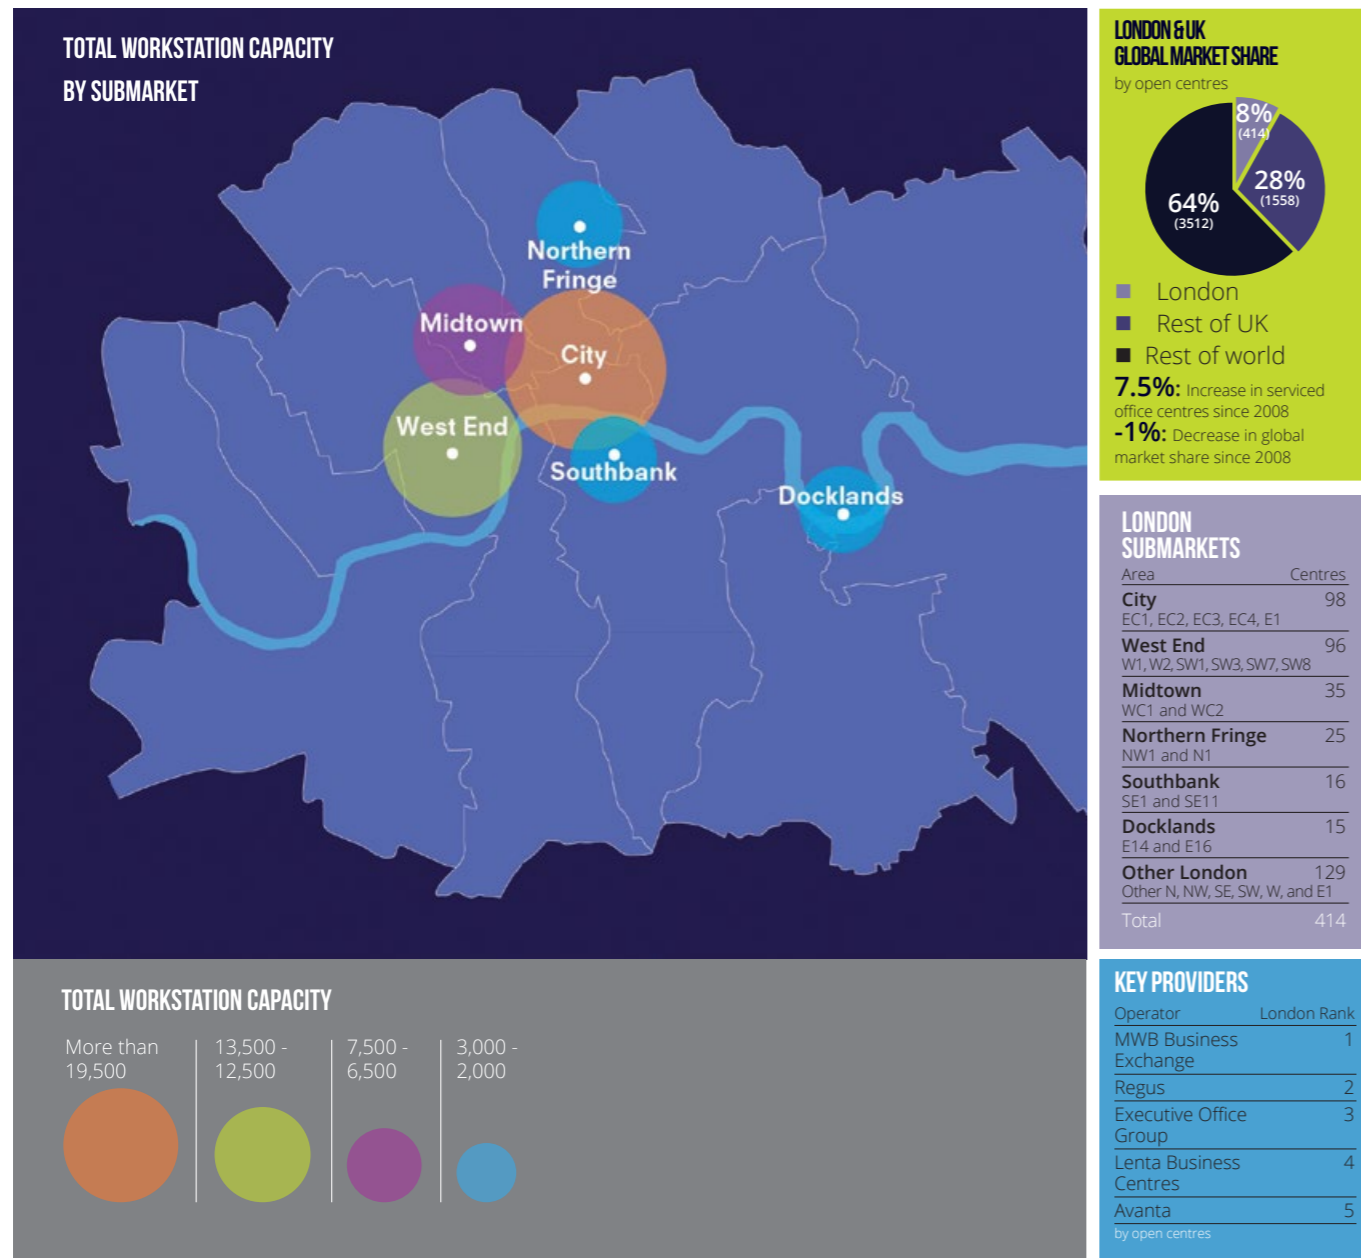 TOTAL WORKSTATION CAPACITY
BY SUBMARKET
Northern
Fringe
Midtown
City
West End
Southbank
Docklands
TOTAL WORKSTATION CAPACITY
More than
19,500
13,500 -
12,500
7,500 -
6,500
3,000 -
2,000
LONDON & UK
GLOBAL MARKET SHARE
by open centres
8%
(414)
28%
(1558)
64%
(3512)
London
Rest of UK
Rest of world
7.5%: Increase in serviced
office centres since 2008
-1%: Decrease in global
market share since 2008
LONDON
SUBMARKETS
Area Centres
City 98
EC1, EC2, EC3, EC4, E1
West End 96
W1, W2, SW1, SW3, SW7, SW8
Midtown 35
WC1 and WC2
Northern Fringe 25
NW1 and N1
Southbank 16
SE1 and SE11
Docklands 15
E14 and E16
Other London 129
Other N, NW, SE, SW, W, and E1
Total 414
KEY PROVIDERS
Operator London Rank
MWB Business 1
Exchange
Regus 2
Executive Office 3
Group
Lenta Business 4
Centres
Avanta 5
by open centres